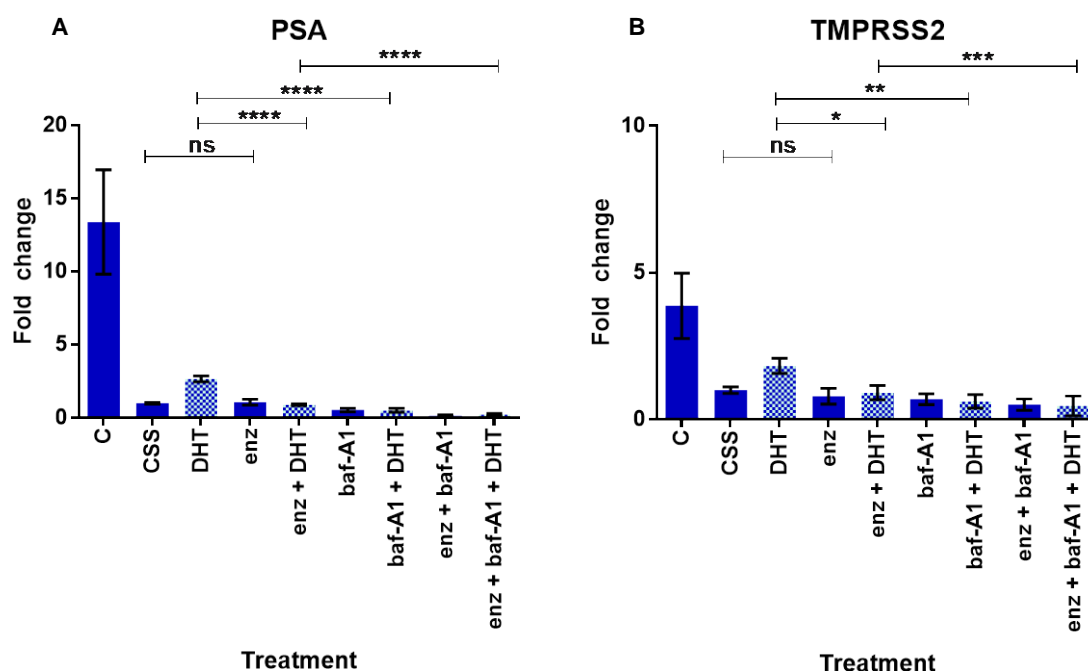 A
PSA
****
****
****
ns
20
15
10
5
0
Fold change
C
CSS
DHT
enz
enz + DHT
baf-A1
baf-A1 + DHT
enz + baf-A1
enz + baf-A1 + DHT
Treatment
B
TMPRSS2
***
**
*
ns
10
5
0
Fold change
C
CSS
DHT
enz
enz + DHT
baf-A1
baf-A1 + DHT
enz + baf-A1
enz + baf-A1 + DHT
Treatment